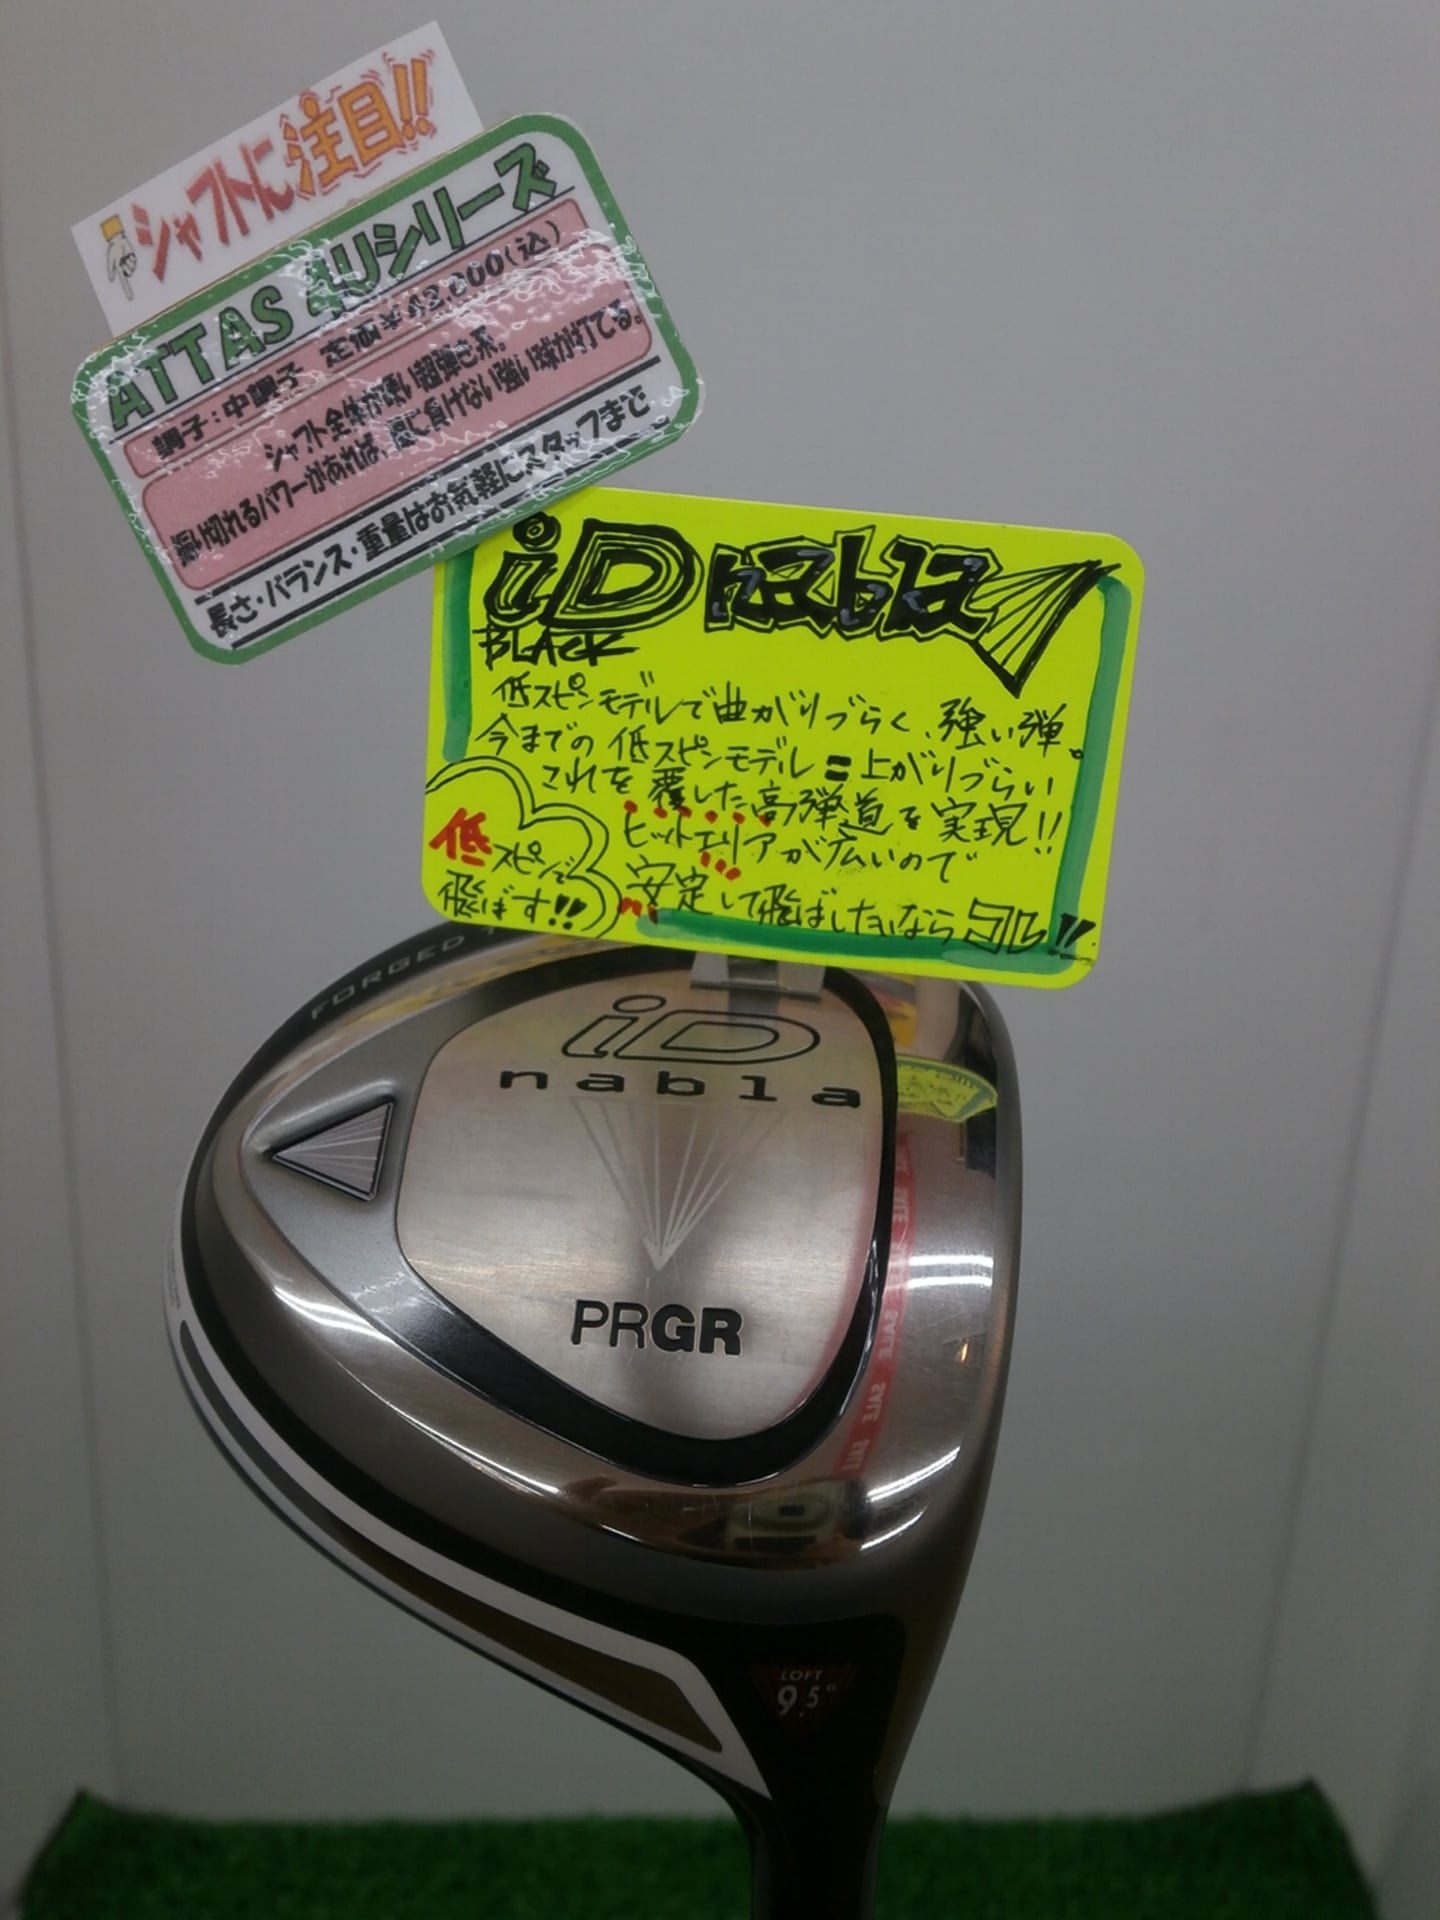 シャフトに注目!!
ATTAS 4Uシリーズ
調子:中調子 定価¥43,200(込)
シャフト全体が硬い超弾き系。
振り切れるパワーがあれば、風に負けない強い球が打てる。
長さ・バランス・重量はお気軽にスタッフまで
iD nabla
BLACK
低スピンモデルで曲がりづらく、強い弾。
今までの低スピンモデル=上がりづらい
これを覆した高弾道を実現!!
ヒットエリアが広いので
安定して飛ばしたいならコレ!!
低スピンで
飛ばす!!
FORGED
iD
nabla
PRGR
SALE
SALE
LOFT
9.5°